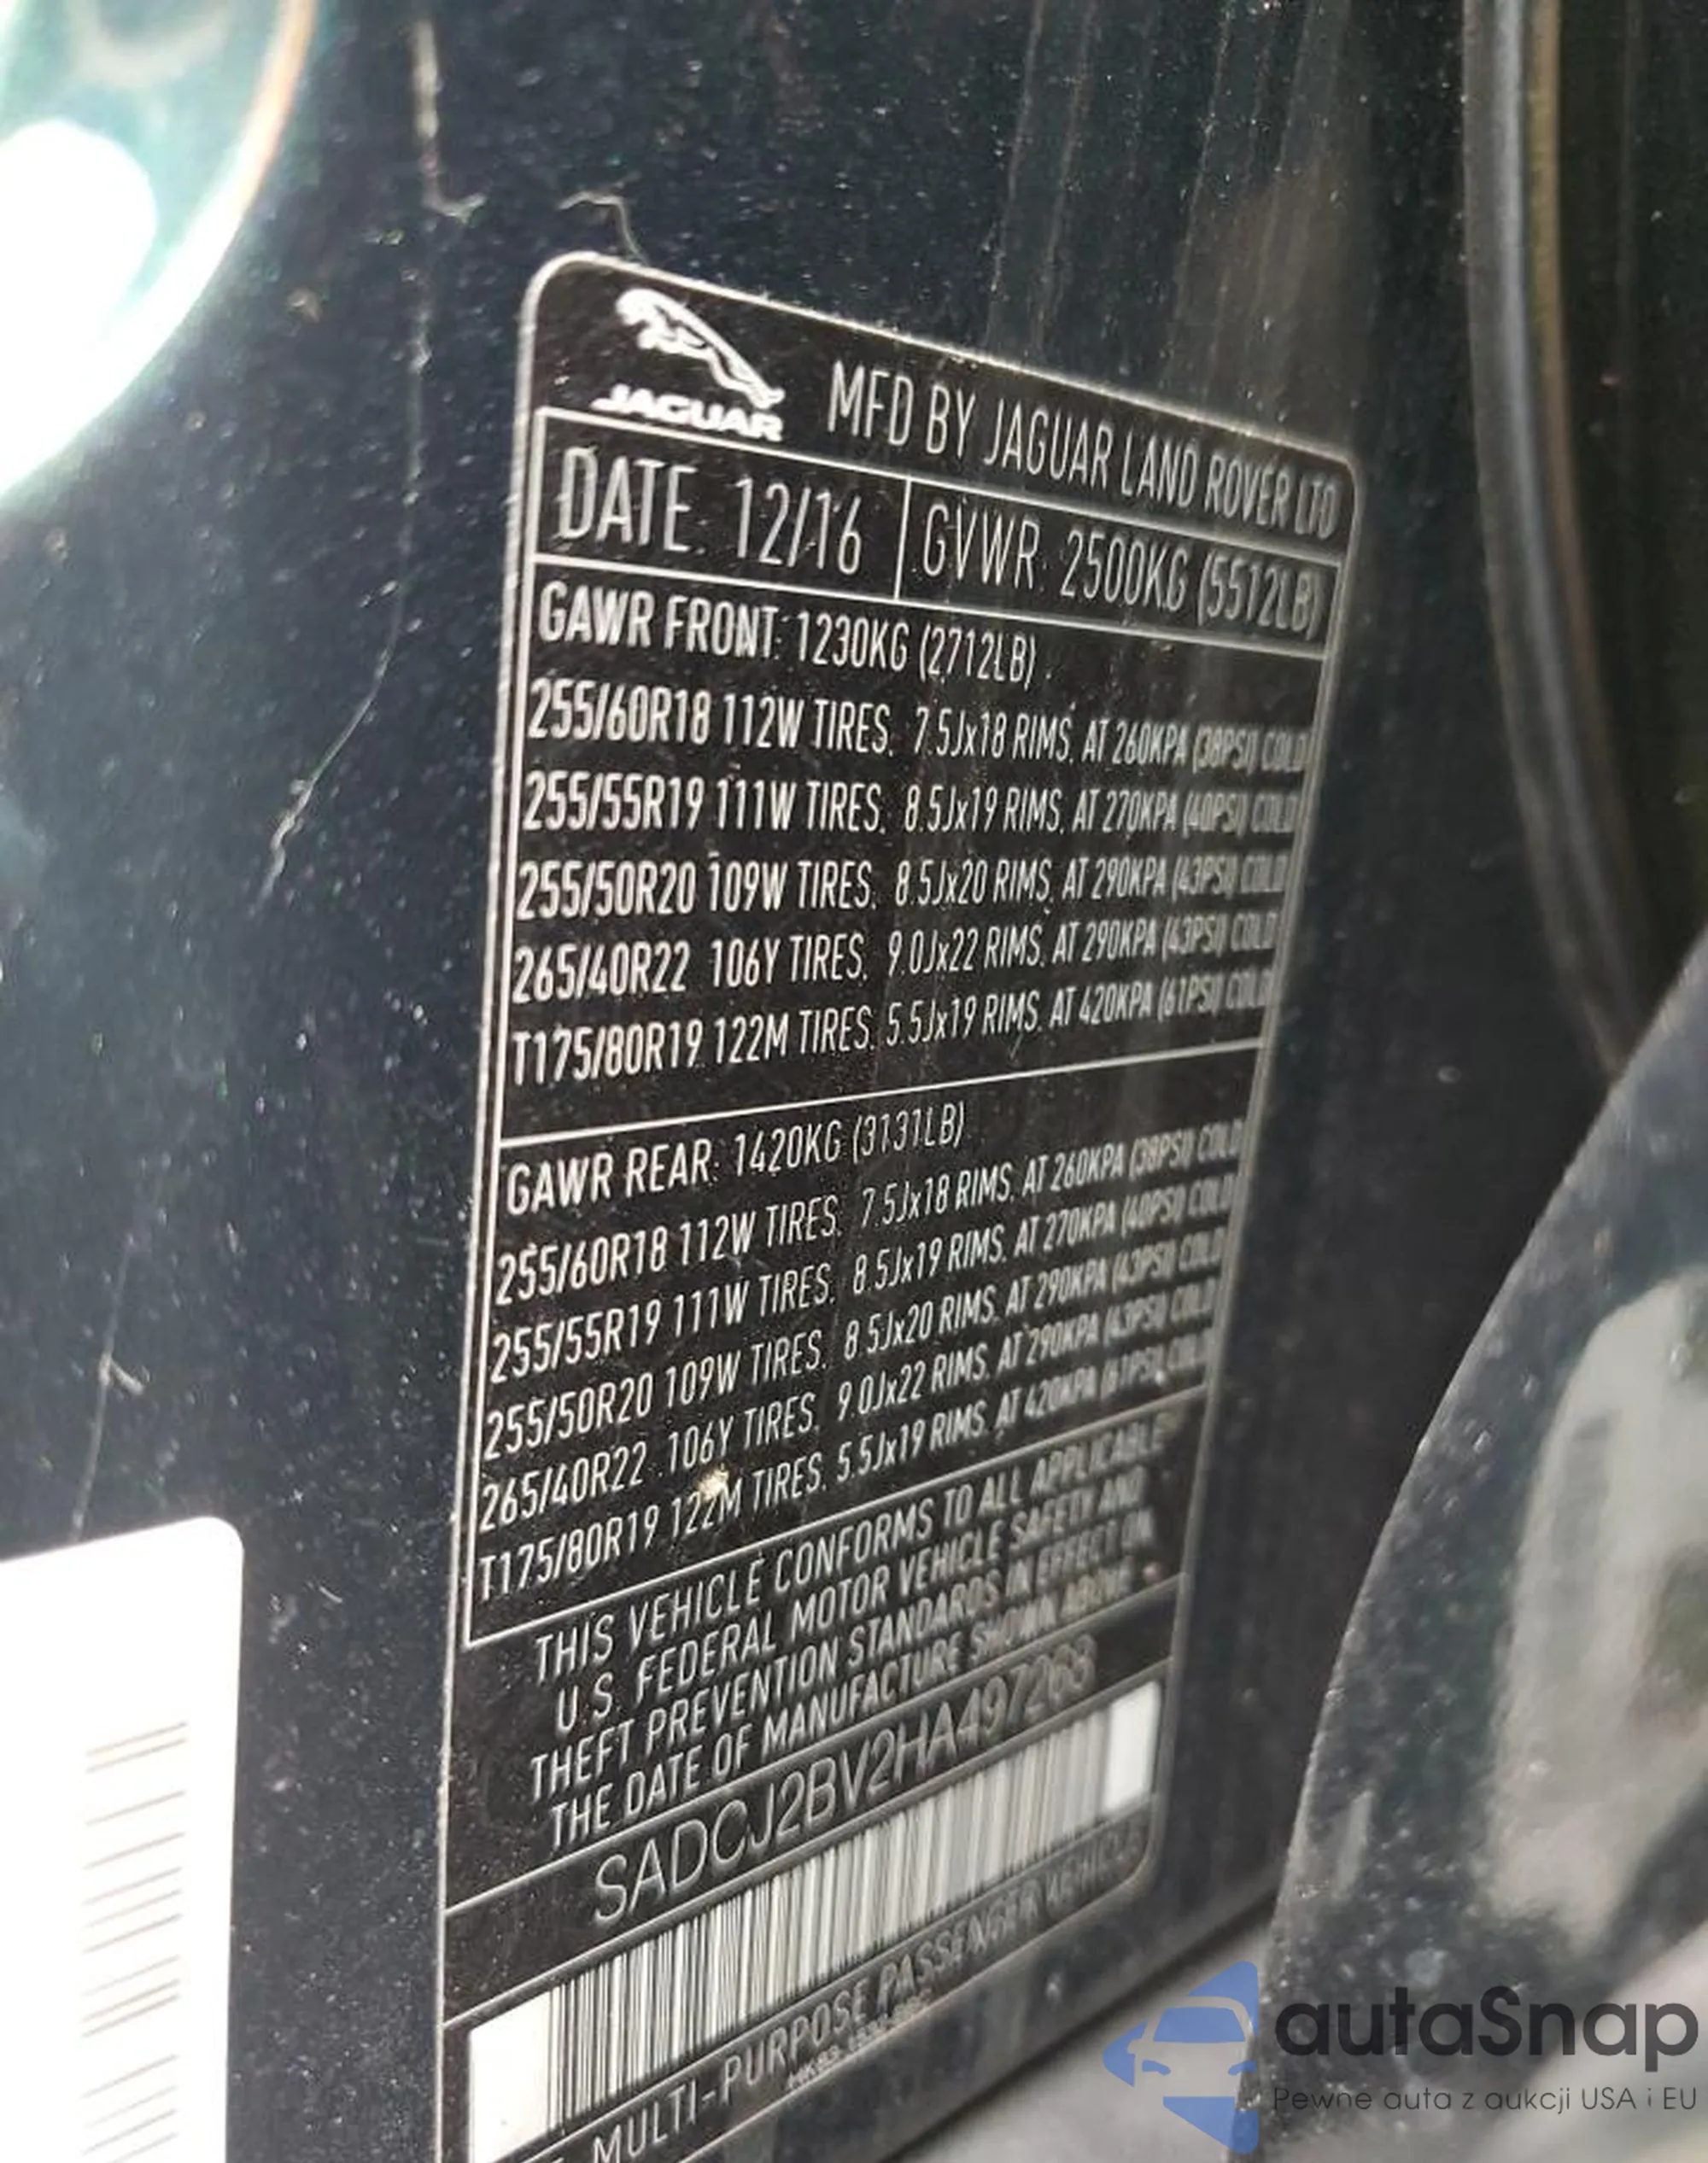 JAGUAR
MFD BY JAGUAR LAND ROVER LTD
DATE: 12/16
GVWR: 2500KG (5512LB)
GAWR FRONT: 1230KG (2712LB)
255/60R18 112W TIRES, 7.5Jx18 RIMS, AT 260KPA (38PSI) COLD
255/55R19 111W TIRES, 8.5Jx19 RIMS, AT 270KPA (40PSI) COLD
255/50R20 109W TIRES, 8.5Jx20 RIMS, AT 290KPA (43PSI) COLD
265/40R22 106Y TIRES, 9.0Jx22 RIMS, AT 290KPA (43PSI) COLD
T175/80R19 122M TIRES, 5.5Jx19 RIMS, AT 420KPA (61PSI) COLD
GAWR REAR: 1420KG (3131LB)
255/60R18 112W TIRES, 7.5Jx18 RIMS, AT 260KPA (38PSI) COLD
255/55R19 111W TIRES, 8.5Jx19 RIMS, AT 270KPA (40PSI) COLD
255/50R20 109W TIRES, 8.5Jx20 RIMS, AT 290KPA (43PSI) COLD
265/40R22 106Y TIRES, 9.0Jx22 RIMS, AT 290KPA (43PSI) COLD
T175/80R19 122M TIRES, 5.5Jx19 RIMS, AT 420KPA (61PSI) COLD
THIS VEHICLE CONFORMS TO ALL APPLICABLE
U.S. FEDERAL MOTOR VEHICLE SAFETY AND
THEFT PREVENTION STANDARDS IN EFFECT ON
THE DATE OF MANUFACTURE SHOWN ABOVE
SADCJ2BV2HA497268
MULTI-PURPOSE PASSENGER VEHICLE
autaSnap
Pewne auta z aukcji USA i EU